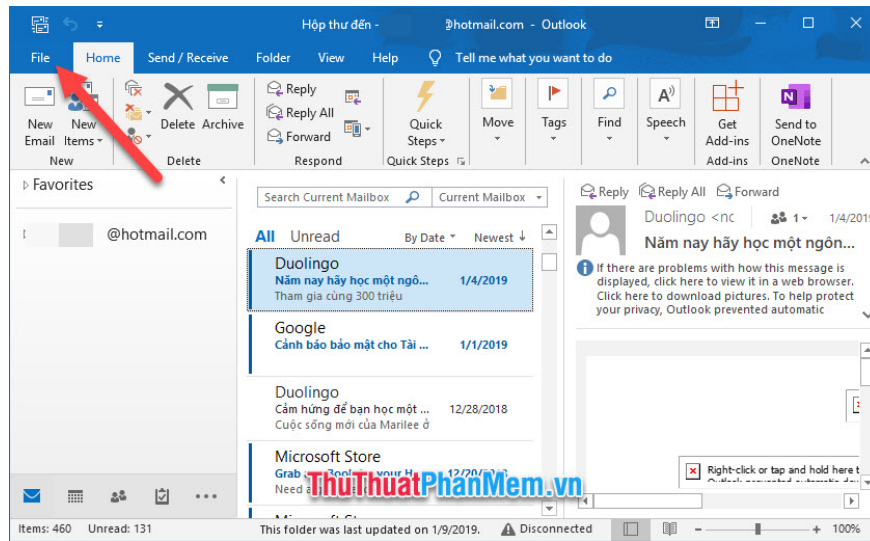 Hộp thư đến - @hotmail.com - Outlook
File Home Send / Receive Folder View Help Tell me what you want to do
New Email
New Items
New
Delete Archive
Delete
Reply
Reply All
Forward
Respond
Quick Steps
Quick Steps
Move
Tags
Find
Speech
Get Add-ins
Add-ins
Send to OneNote
OneNote
Favorites
@hotmail.com
Search Current Mailbox Current Mailbox
All Unread By Date Newest ↓
Duolingo
Năm nay hãy học một ngô... 1/4/2019
Tham gia cùng 300 triệu
Google
Cảnh báo bảo mật cho Tài ... 1/1/2019
Duolingo
Cảm hứng để bạn học một ... 12/28/2018
Cuộc sống mới của Marilee ở
Microsoft Store
Grab
Need
Reply Reply All Forward
Duolingo <nc 1 1/4/2019
Năm nay hãy học một ngôn...
If there are problems with how this message is
displayed, click here to view it in a web browser.
Click here to download pictures. To help protect
your privacy, Outlook prevented automatic
Right-click or tap and hold here t
ThuThuatPhanMem.vn
Items: 460 Unread: 131 This folder was last updated on 1/9/2019. Disconnected 100%